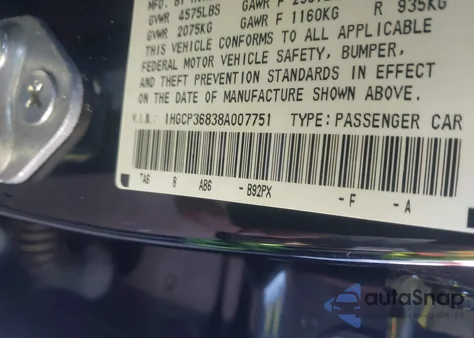 GVWR 4575LBS GAWR F
GVWR 2075KG GAWR F 1160KG R 935KG
THIS VEHICLE CONFORMS TO ALL APPLICABLE
FEDERAL MOTOR VEHICLE SAFETY, BUMPER,
AND THEFT PREVENTION STANDARDS IN EFFECT
ON THE DATE OF MANUFACTURE SHOWN ABOVE.
V.I.N: 1HGCP36838A007751 TYPE: PASSENGER CAR
TA6 8 AB6 -B92PX -F -A
autoSnap